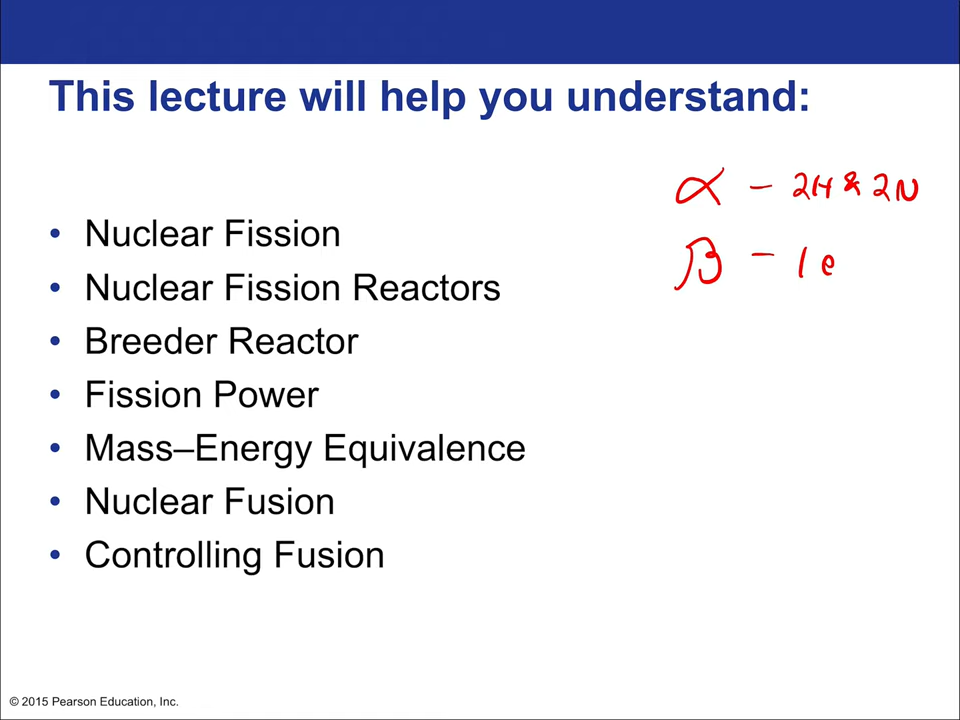 This lecture will help you understand:
α – 2H & 2N
β – 1e
• Nuclear Fission
• Nuclear Fission Reactors
• Breeder Reactor
• Fission Power
• Mass–Energy Equivalence
• Nuclear Fusion
• Controlling Fusion
© 2015 Pearson Education, Inc.